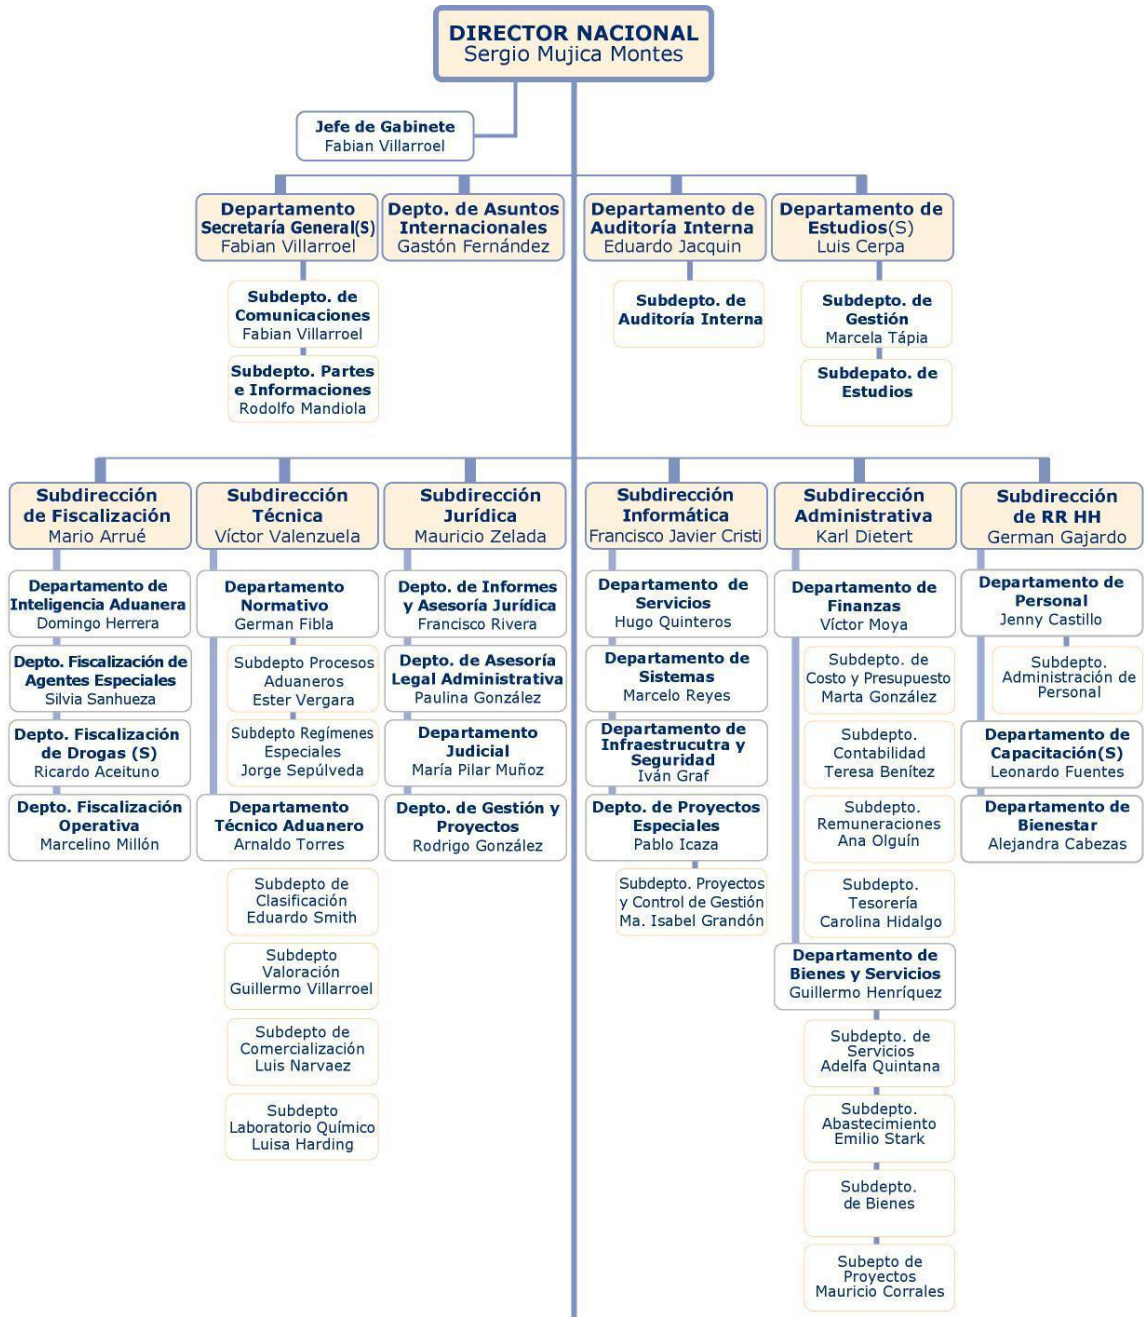 DIRECTOR NACIONAL
Sergio Mujica Montes
Jefe de Gabinete
Fabian Villarroel
Departamento
Secretaría General(S)
Fabian Villarroel
Depto. de Asuntos
Internacionales
Gastón Fernández
Departamento de
Auditoría Interna
Eduardo Jacquin
Departamento de
Estudios(S)
Luis Cerpa
Subdepto. de
Comunicaciones
Fabian Villarroel
Subdepto. Partes
e Informaciones
Rodolfo Mandiola
Subdepto. de
Auditoría Interna
Subdepto. de
Gestión
Marcela Tápia
Subdepato. de
Estudios
Subdirección
de Fiscalización
Mario Arrué
Departamento de
Inteligencia Aduanera
Domingo Herrera
Depto. Fiscalización de
Agentes Especiales
Silvia Sanhueza
Depto. Fiscalización
de Drogas (S)
Ricardo Aceituno
Depto. Fiscalización
Operativa
Marcelino Millón
Subdirección
Técnica
Víctor Valenzuela
Departamento
Normativo
German Fibla
Subdepto Procesos
Aduaneros
Ester Vergara
Subdepto Regímenes
Especiales
Jorge Sepúlveda
Departamento
Técnico Aduanero
Arnaldo Torres
Subdepto de
Clasificación
Eduardo Smith
Subdepto
Valoración
Guillermo Villarroel
Subdepto de
Comercialización
Luis Narvaez
Subdepto
Laboratorio Químico
Luisa Harding
Subdirección
Jurídica
Mauricio Zelada
Depto. de Informes
y Asesoría Jurídica
Francisco Rivera
Depto. de Asesoría
Legal Administrativa
Paulina González
Departamento
Judicial
María Pilar Muñoz
Depto. de Gestión y
Proyectos
Rodrigo González
Subdirección
Informática
Francisco Javier Cristi
Departamento de
Servicios
Hugo Quinteros
Departamento de
Sistemas
Marcelo Reyes
Departamento de
Infraestrucutra y
Seguridad
Iván Graf
Depto. de Proyectos
Especiales
Pablo Icaza
Subdepto. Proyectos
y Control de Gestión
Ma. Isabel Grandón
Subdirección
Administrativa
Karl Dietert
Departamento de
Finanzas
Víctor Moya
Subdepto. de
Costo y Presupuesto
Marta González
Subdepto.
Contabilidad
Teresa Benítez
Subdepto.
Remuneraciones
Ana Olguín
Subdepto.
Tesorería
Carolina Hidalgo
Departamento de
Bienes y Servicios
Guillermo Henríquez
Subdepto. de
Servicios
Adelfa Quintana
Subdepto.
Abastecimiento
Emilio Stark
Subdepto.
de Bienes
Subepto de
Proyectos
Mauricio Corrales
Subdirección
de RR HH
German Gajardo
Departamento de
Personal
Jenny Castillo
Subdepto.
Administración de
Personal
Departamento de
Capacitación(S)
Leonardo Fuentes
Departamento de
Bienestar
Alejandra Cabezas